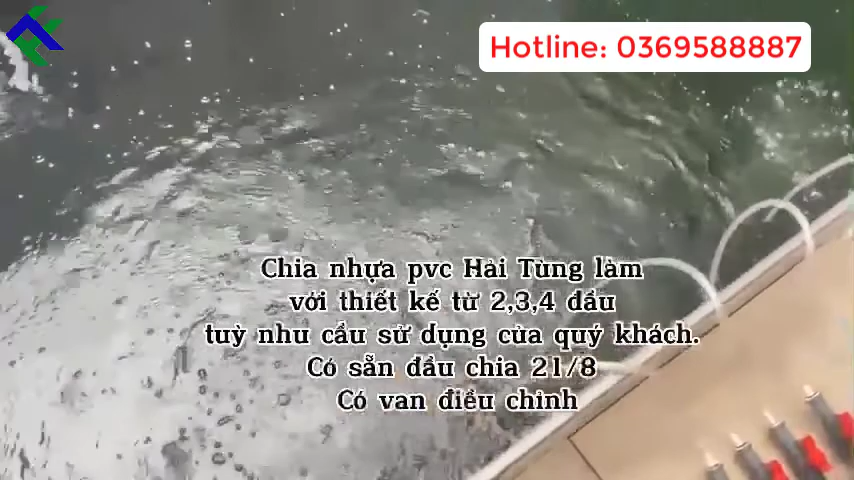 Hotline: 0369588887
Chia nhựa pvc Hải Tùng làm
với thiết kế từ 2,3,4 đầu
tuỳ nhu cầu sử dụng của quý khách.
Có sẵn đầu chia 21/8
Có van điều chỉnh